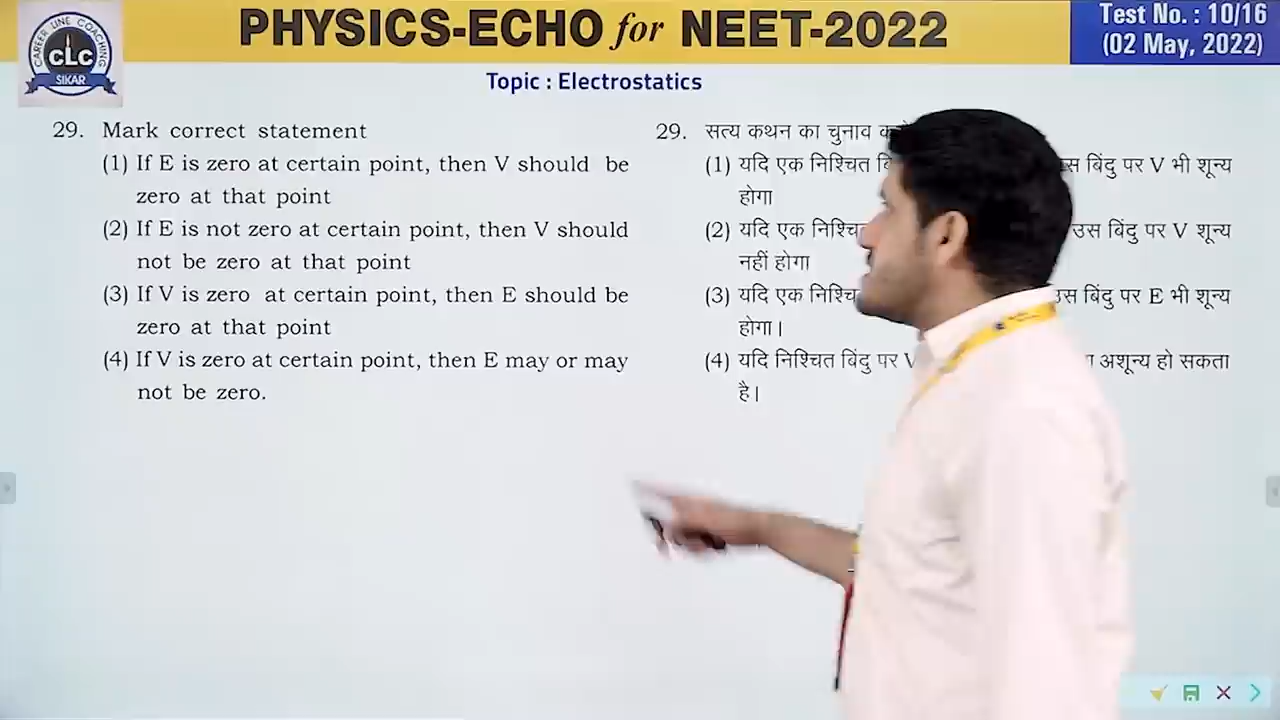 CAREER LINE COACHING
CLC
SIKAR
PHYSICS-ECHO for NEET-2022
Test No. : 10/16
(02 May, 2022)
Topic : Electrostatics
29. Mark correct statement
(1) If E is zero at certain point, then V should be
zero at that point
(2) If E is not zero at certain point, then V should
not be zero at that point
(3) If V is zero at certain point, then E should be
zero at that point
(4) If V is zero at certain point, then E may or may
not be zero.
29. सत्य कथन का चुनाव
(1) यदि एक निश्चित बिंदु पर V भी शून्य
होगा
(2) यदि एक उस बिंदु पर V शून्य
नहीं होगा
(3) यदि एक बिंदु पर E भी शून्य
होगा।
(4) यदि निश्चित बिंदु पर V अशून्य हो सकता
है।